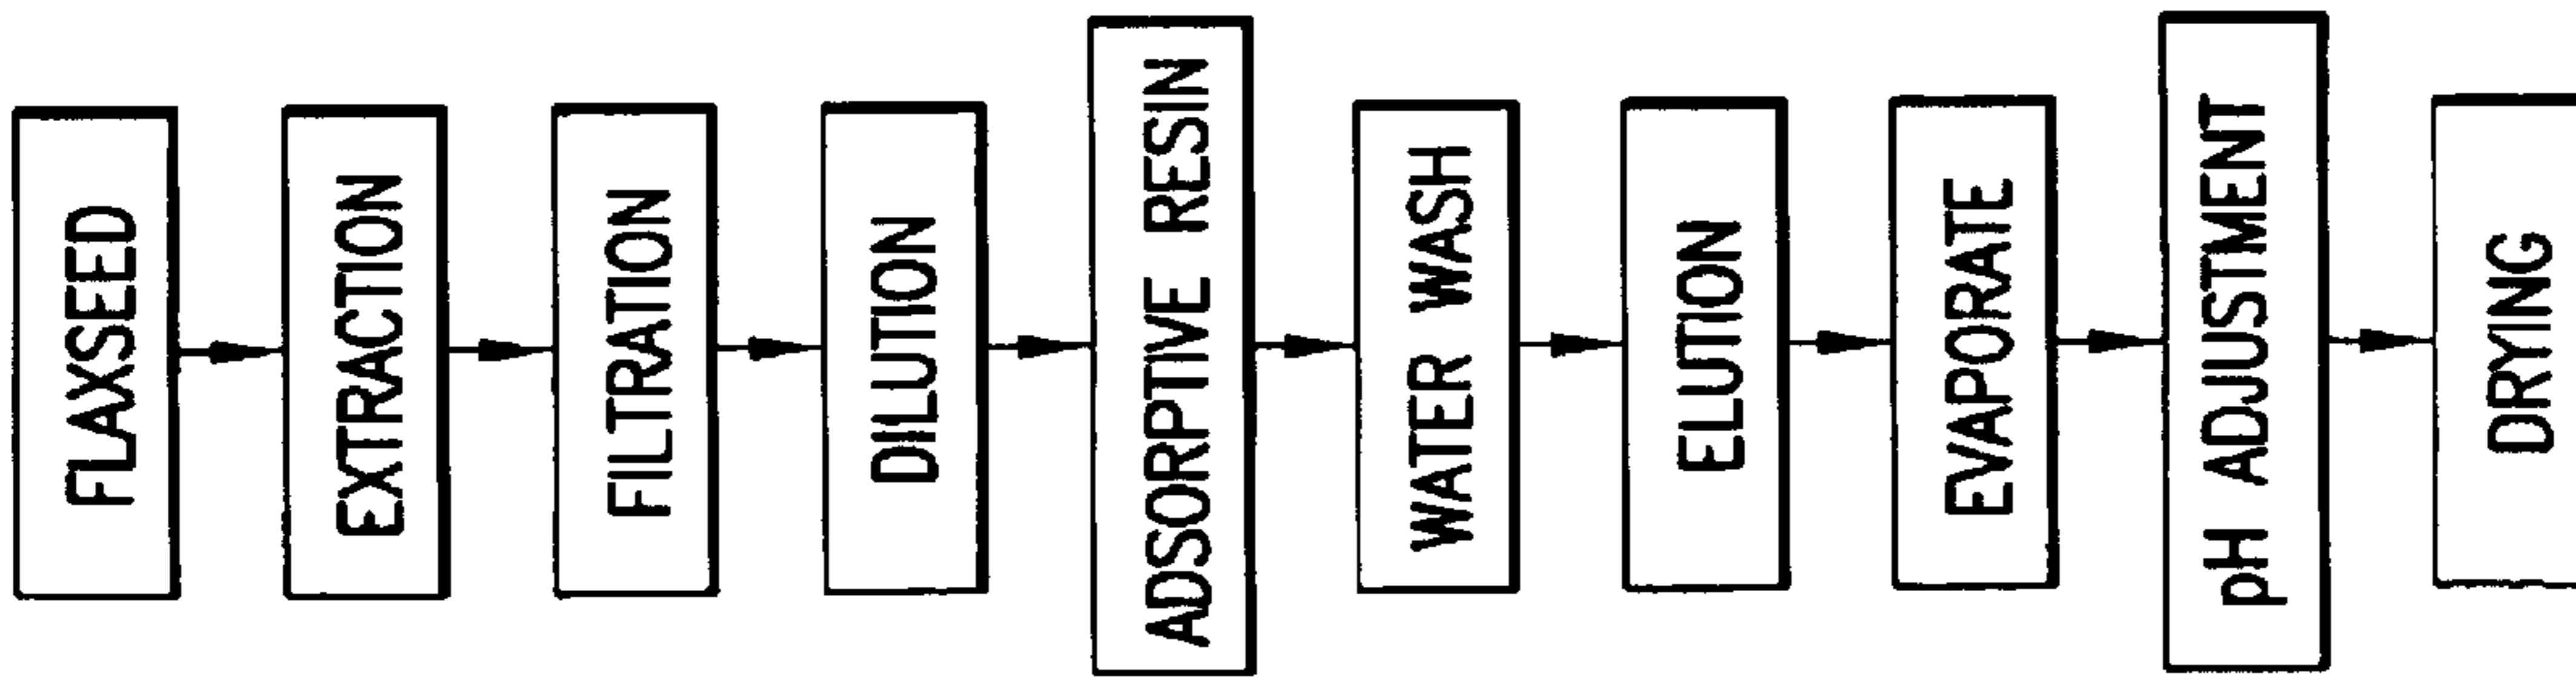 FLAXSEED
EXTRACTION
FILTRATION
DILUTION
ADSORPTIVE RESIN
WATER WASH
ELUTION
EVAPORATE
pH ADJUSTMENT
DRYING